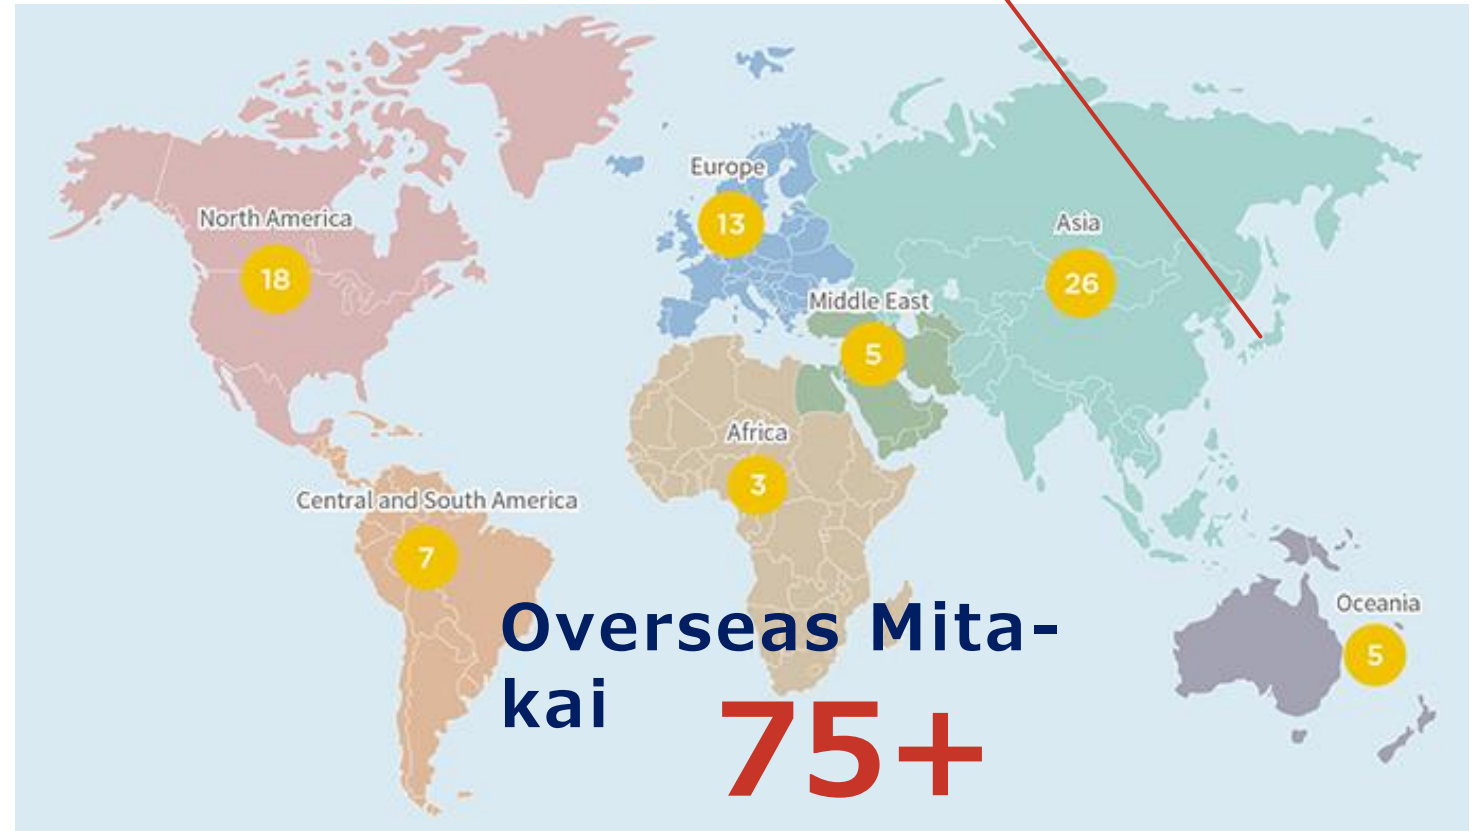 Europe
13
North America
18
Asia
26
Middle East
5
Africa
3
Central and South America
7
Oceania
5
Overseas Mita-
kai
75+